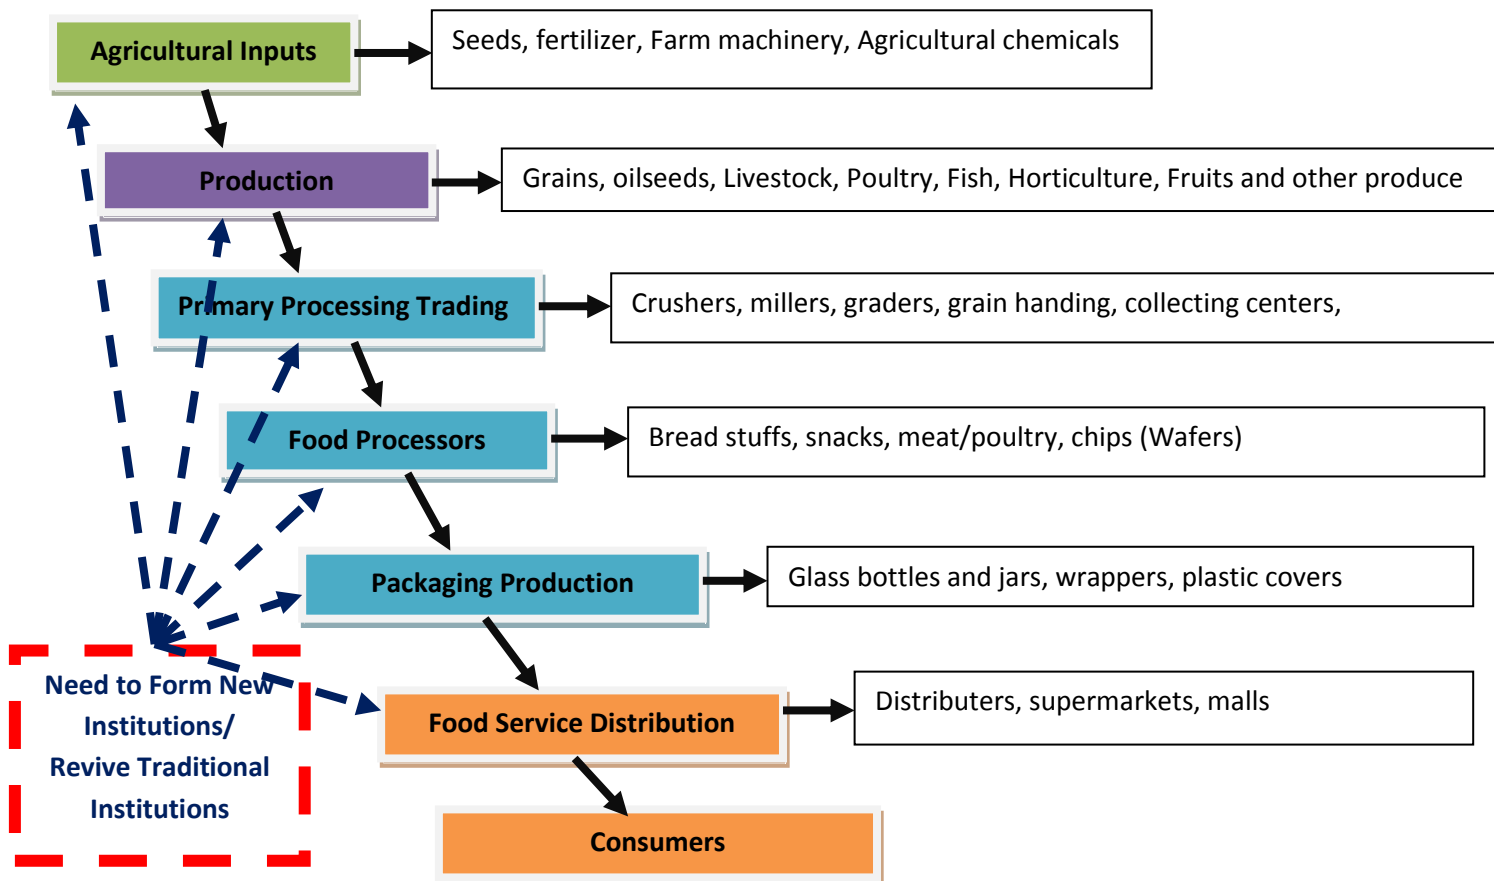 Agricultural Inputs
Seeds, fertilizer, Farm machinery, Agricultural chemicals
Production
Grains, oilseeds, Livestock, Poultry, Fish, Horticulture, Fruits and other produce
Primary Processing Trading
Crushers, millers, graders, grain handing, collecting centers,
Food Processors
Bread stuffs, snacks, meat/poultry, chips (Wafers)
Packaging Production
Glass bottles and jars, wrappers, plastic covers
Need to Form New
Institutions/
Revive Traditional
Institutions
Food Service Distribution
Distributers, supermarkets, malls
Consumers